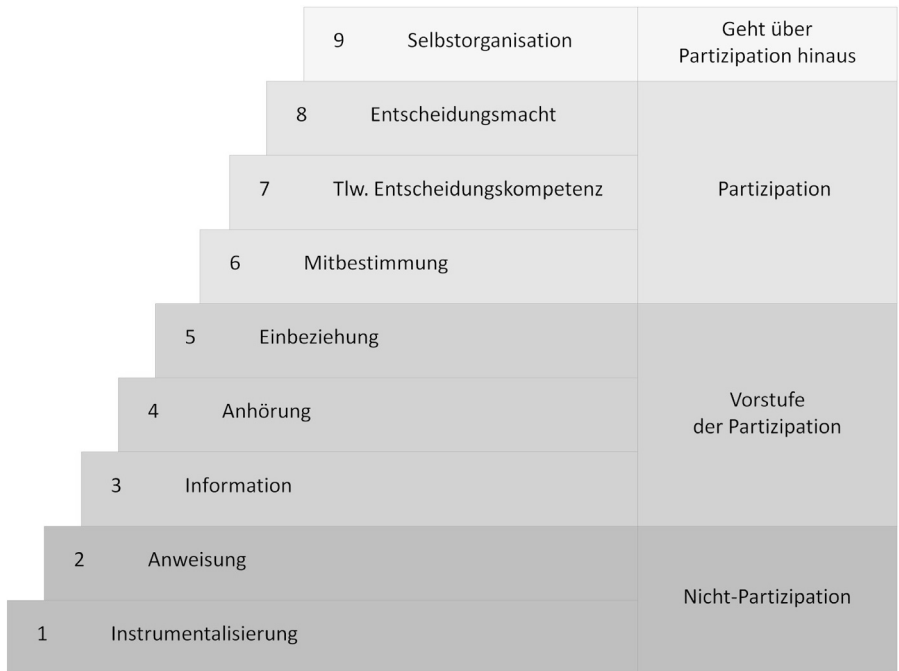 9 Selbstorganisation
Geht über
Partizipation hinaus
8 Entscheidungsmacht
7 Tlw. Entscheidungskompetenz
Partizipation
6 Mitbestimmung
5 Einbeziehung
4 Anhörung
Vorstufe
der Partizipation
3 Information
2 Anweisung
Nicht-Partizipation
1 Instrumentalisierung